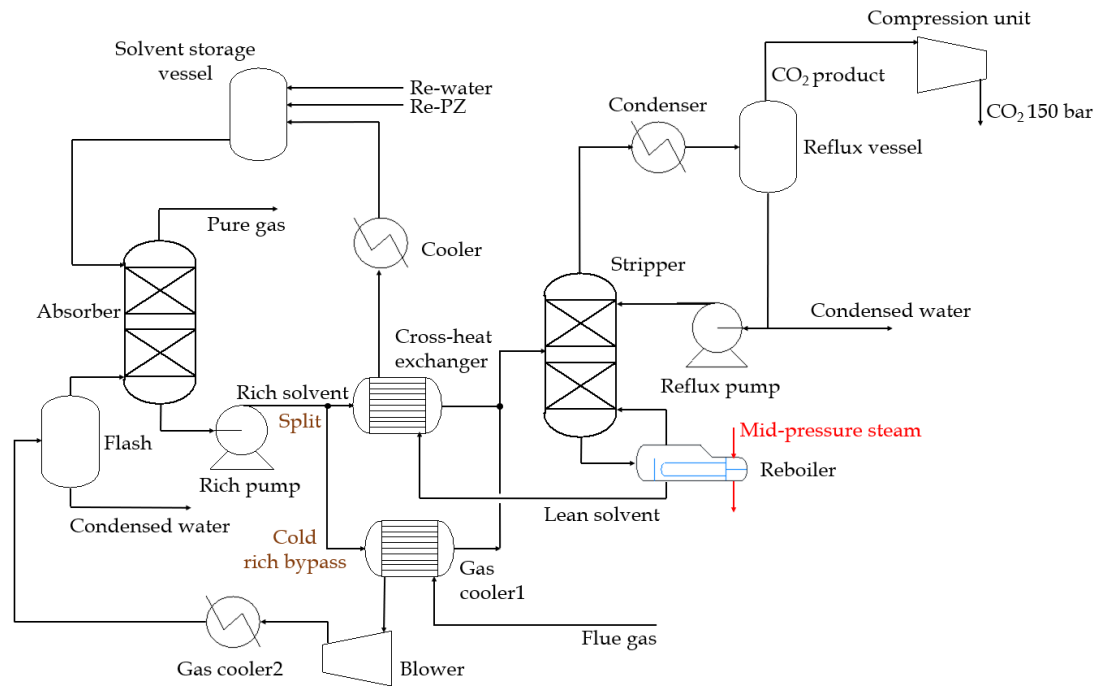 Compression unit
Solvent storage
vessel
CO₂ product
Re-water
Re-PZ
Condenser
CO₂ 150 bar
Reflux vessel
Pure gas
Cooler
Stripper
Absorber
Condensed water
Cross-heat
exchanger
Reflux pump
Rich solvent
Split
Flash
Mid-pressure steam
Reboiler
Rich pump
Lean solvent
Condensed water
Cold
rich bypass
Gas
cooler1
Flue gas
Gas cooler2
Blower